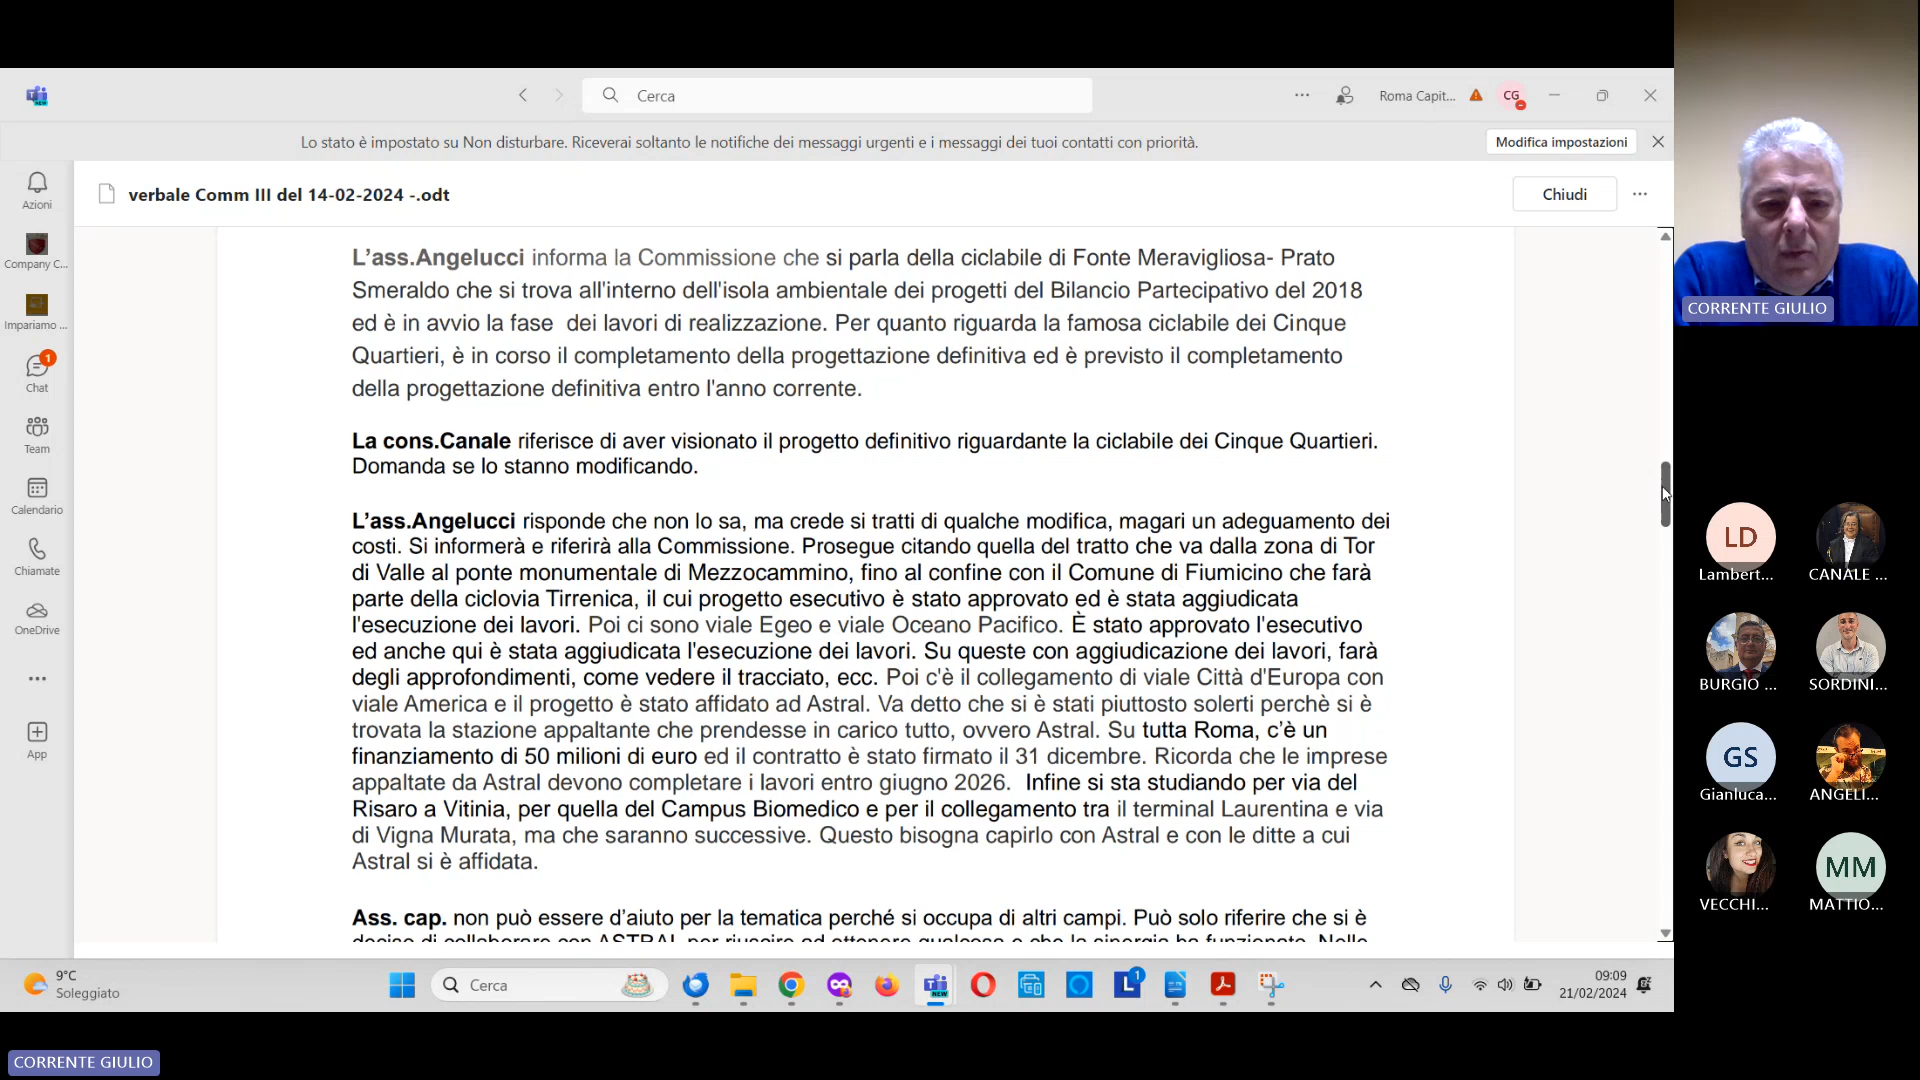 Cerca
Roma Capit...
CG
Lo stato è impostato su Non disturbare. Riceverai soltanto le notifiche dei messaggi urgenti e i messaggi dei tuoi contatti con priorità.
Modifica impostazioni
verbale Comm III del 14-02-2024 -.odt
Chiudi
Azioni
Company C...
Impariamo ...
1
Chat
Team
Calendario
Chiamate
OneDrive
App
L’ass.Angelucci informa la Commissione che si parla della ciclabile di Fonte Meravigliosa- Prato
Smeraldo che si trova all'interno dell'isola ambientale dei progetti del Bilancio Partecipativo del 2018
ed è in avvio la fase dei lavori di realizzazione. Per quanto riguarda la famosa ciclabile dei Cinque
Quartieri, è in corso il completamento della progettazione definitiva ed è previsto il completamento
della progettazione definitiva entro l'anno corrente.
La cons.Canale riferisce di aver visionato il progetto definitivo riguardante la ciclabile dei Cinque Quartieri.
Domanda se lo stanno modificando.
L’ass.Angelucci risponde che non lo sa, ma crede si tratti di qualche modifica, magari un adeguamento dei
costi. Si informerà e riferirà alla Commissione. Prosegue citando quella del tratto che va dalla zona di Tor
di Valle al ponte monumentale di Mezzocammino, fino al confine con il Comune di Fiumicino che farà
parte della ciclovia Tirrenica, il cui progetto esecutivo è stato approvato ed è stata aggiudicata
l'esecuzione dei lavori. Poi ci sono viale Egeo e viale Oceano Pacifico. È stato approvato l'esecutivo
ed anche qui è stata aggiudicata l'esecuzione dei lavori. Su queste con aggiudicazione dei lavori, farà
degli approfondimenti, come vedere il tracciato, ecc. Poi c'è il collegamento di viale Città d'Europa con
viale America e il progetto è stato affidato ad Astral. Va detto che si è stati piuttosto solerti perchè si è
trovata la stazione appaltante che prendesse in carico tutto, ovvero Astral. Su tutta Roma, c’è un
finanziamento di 50 milioni di euro ed il contratto è stato firmato il 31 dicembre. Ricorda che le imprese
appaltate da Astral devono completare i lavori entro giugno 2026. Infine si sta studiando per via del
Risaro a Vitinia, per quella del Campus Biomedico e per il collegamento tra il terminal Laurentina e via
di Vigna Murata, ma che saranno successive. Questo bisogna capirlo con Astral e con le ditte a cui
Astral si è affidata.
Ass. cap. non può essere d’aiuto per la tematica perché si occupa di altri campi. Può solo riferire che si è
deciso di collaborare con ASTRAL per riuscire ad ottenere qualcosa e che la sinergia ha funzionato. Nelle
CORRENTE GIULIO
LD
Lambert...
CANALE ...
BURGIO ...
SORDINI...
GS
Gianluca...
ANGELI...
VECCHI...
MM
MATTIO...
9°C
Soleggiato
Cerca
NEW
L
1
09:09
21/02/2024
CORRENTE GIULIO